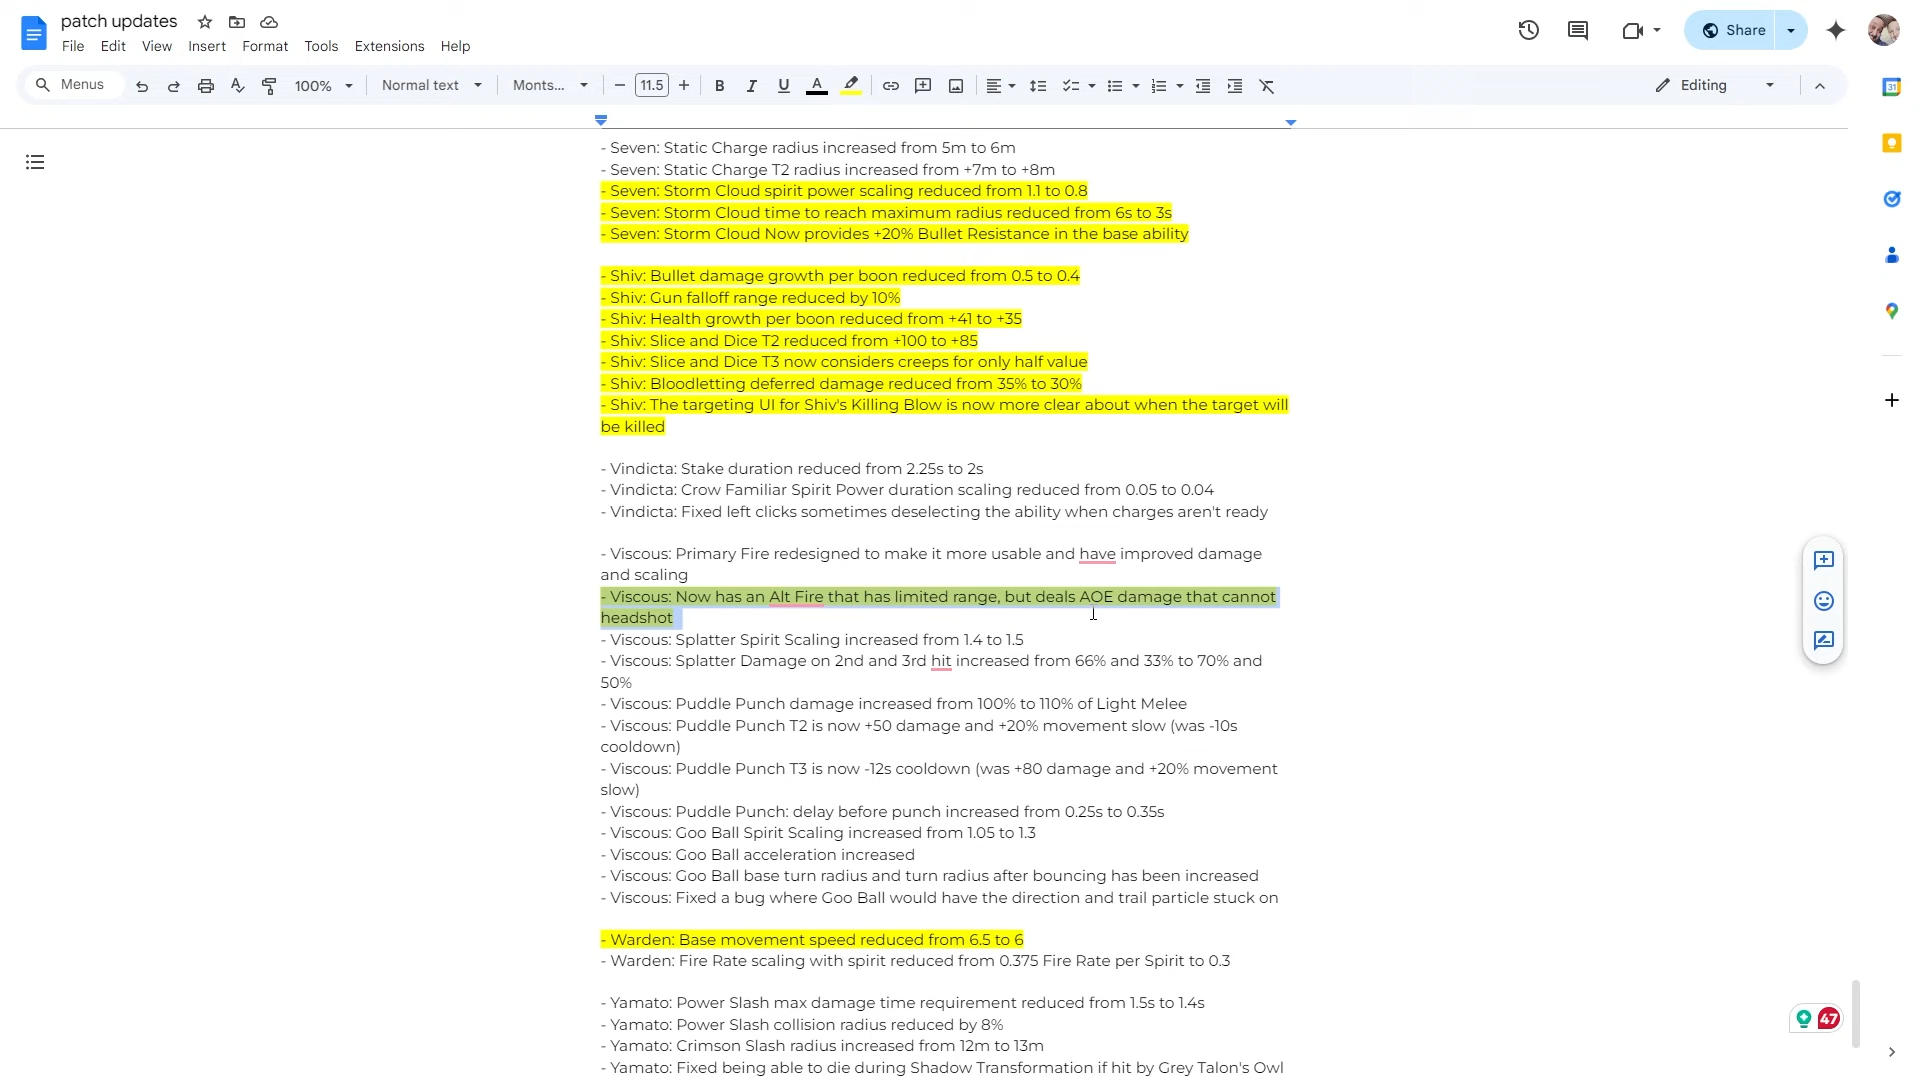 patch updates
File Edit View Insert Format Tools Extensions Help
Share
Menus 100% Normal text Monts... 11.5 Editing
31
- Seven: Static Charge radius increased from 5m to 6m
- Seven: Static Charge T2 radius increased from +7m to +8m
- Seven: Storm Cloud spirit power scaling reduced from 1.1 to 0.8
- Seven: Storm Cloud time to reach maximum radius reduced from 6s to 3s
- Seven: Storm Cloud Now provides +20% Bullet Resistance in the base ability
- Shiv: Bullet damage growth per boon reduced from 0.5 to 0.4
- Shiv: Gun falloff range reduced by 10%
- Shiv: Health growth per boon reduced from +41 to +35
- Shiv: Slice and Dice T2 reduced from +100 to +85
- Shiv: Slice and Dice T3 now considers creeps for only half value
- Shiv: Bloodletting deferred damage reduced from 35% to 30%
- Shiv: The targeting UI for Shiv's Killing Blow is now more clear about when the target will
be killed
- Vindicta: Stake duration reduced from 2.25s to 2s
- Vindicta: Crow Familiar Spirit Power duration scaling reduced from 0.05 to 0.04
- Vindicta: Fixed left clicks sometimes deselecting the ability when charges aren't ready
- Viscous: Primary Fire redesigned to make it more usable and have improved damage
and scaling
- Viscous: Now has an Alt Fire that has limited range, but deals AOE damage that cannot
headshot
- Viscous: Splatter Spirit Scaling increased from 1.4 to 1.5
- Viscous: Splatter Damage on 2nd and 3rd hit increased from 66% and 33% to 70% and
50%
- Viscous: Puddle Punch damage increased from 100% to 110% of Light Melee
- Viscous: Puddle Punch T2 is now +50 damage and +20% movement slow (was -10s
cooldown)
- Viscous: Puddle Punch T3 is now -12s cooldown (was +80 damage and +20% movement
slow)
- Viscous: Puddle Punch: delay before punch increased from 0.25s to 0.35s
- Viscous: Goo Ball Spirit Scaling increased from 1.05 to 1.3
- Viscous: Goo Ball acceleration increased
- Viscous: Goo Ball base turn radius and turn radius after bouncing has been increased
- Viscous: Fixed a bug where Goo Ball would have the direction and trail particle stuck on
- Warden: Base movement speed reduced from 6.5 to 6
- Warden: Fire Rate scaling with spirit reduced from 0.375 Fire Rate per Spirit to 0.3
- Yamato: Power Slash max damage time requirement reduced from 1.5s to 1.4s
- Yamato: Power Slash collision radius reduced by 8%
- Yamato: Crimson Slash radius increased from 12m to 13m
- Yamato: Fixed being able to die during Shadow Transformation if hit by Grey Talon's Owl
47